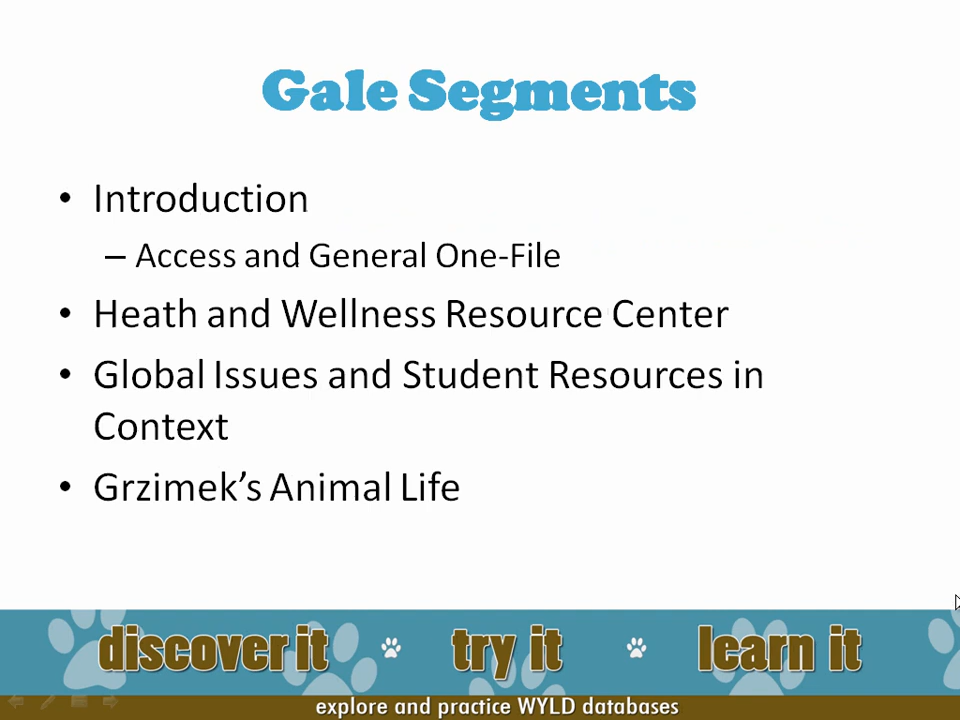 Gale Segments
• Introduction
– Access and General One-File
• Heath and Wellness Resource Center
• Global Issues and Student Resources in
Context
• Grzimek’s Animal Life
discover it
try it
learn it
explore and practice WYLD databases